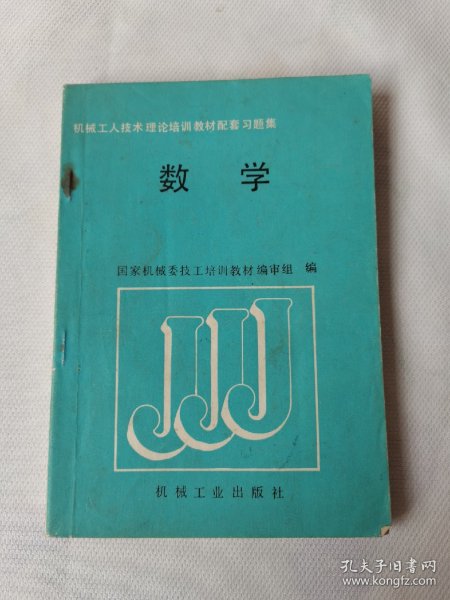 机械工人技术理论培训教材配套习题集
数 学
国家机械委技工培训教材编审组 编
JJJ
机械工业出版社
孔夫子旧书网
www.kongfz.com